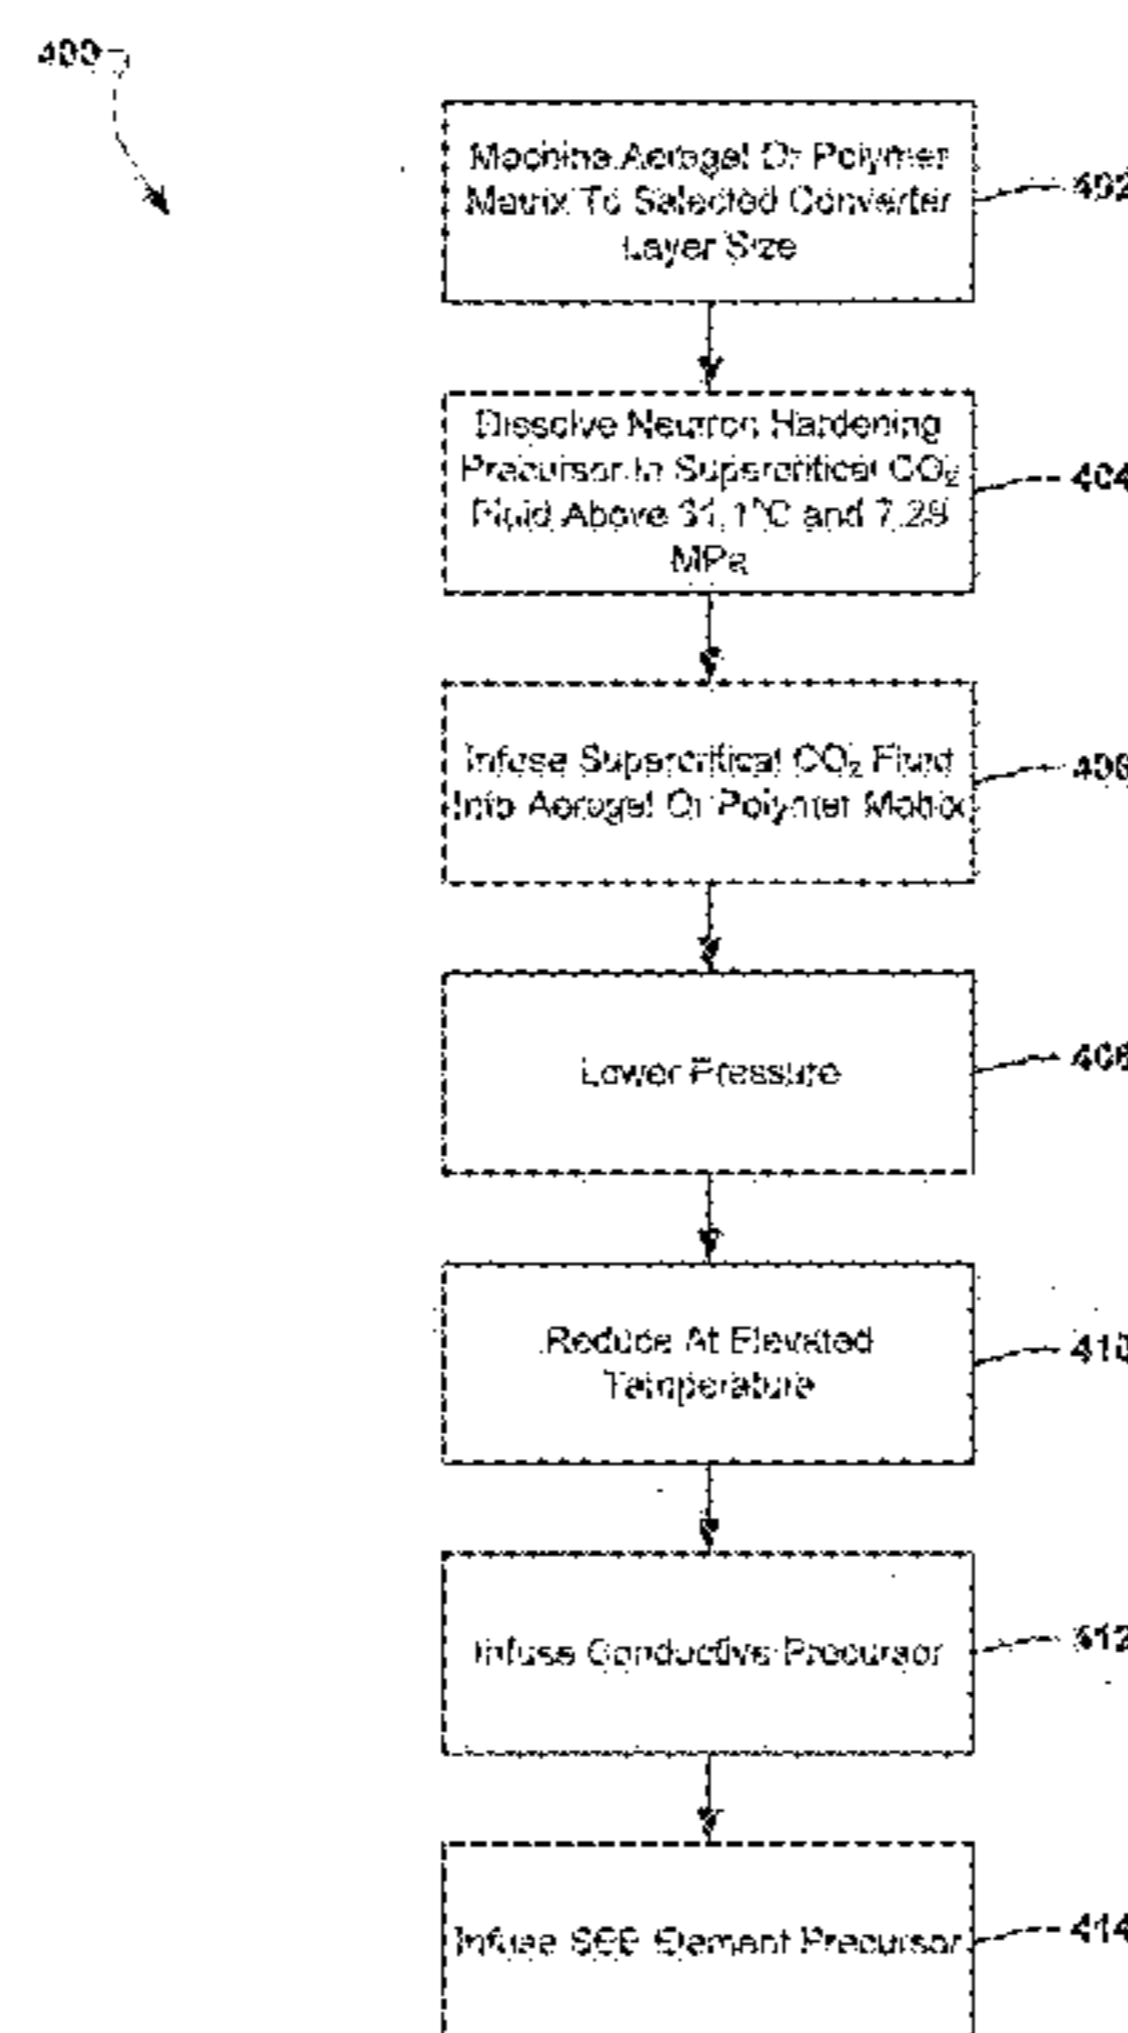 400
Machine Aerogel Or Polymer
Matrix To Selected Converter
Layer Size
402
Dissolve Neutron Hardening
Precursor In Supercritical CO₂
Fluid Above 31.1°C and 7.29
MPa
404
Infuse Supercritical CO₂ Fluid
Into Aerogel Or Polymer Matrix
406
Lower Pressure
408
Reduce At Elevated
Temperature
410
Infuse Conductive Precursor
412
Infuse SEE Element Precursor
414